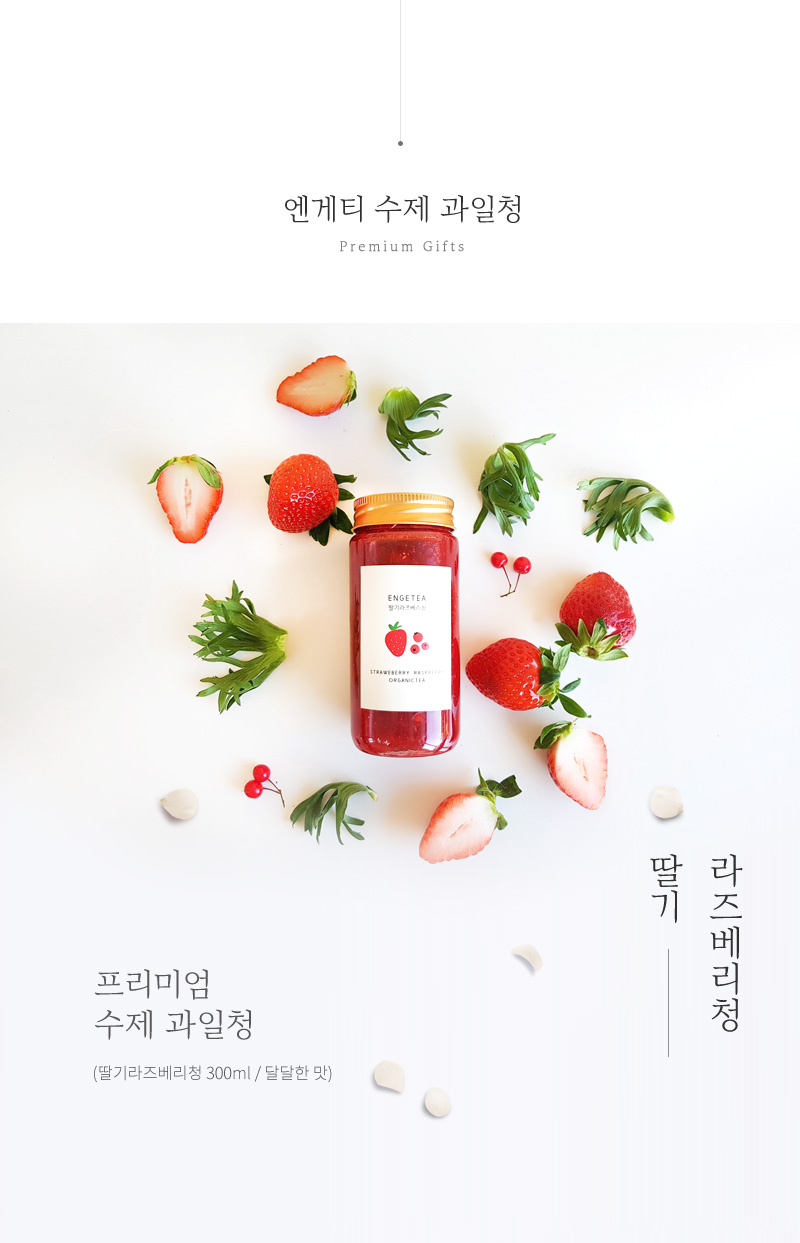 엔게티 수제 과일청
Premium Gifts
ENGETEA
딸기라즈베리청
STRAWEBERRY RASPBERRY
ORGANICTEA
딸기
라즈베리청
프리미엄
수제 과일청
(딸기라즈베리청 300ml / 달달한 맛)